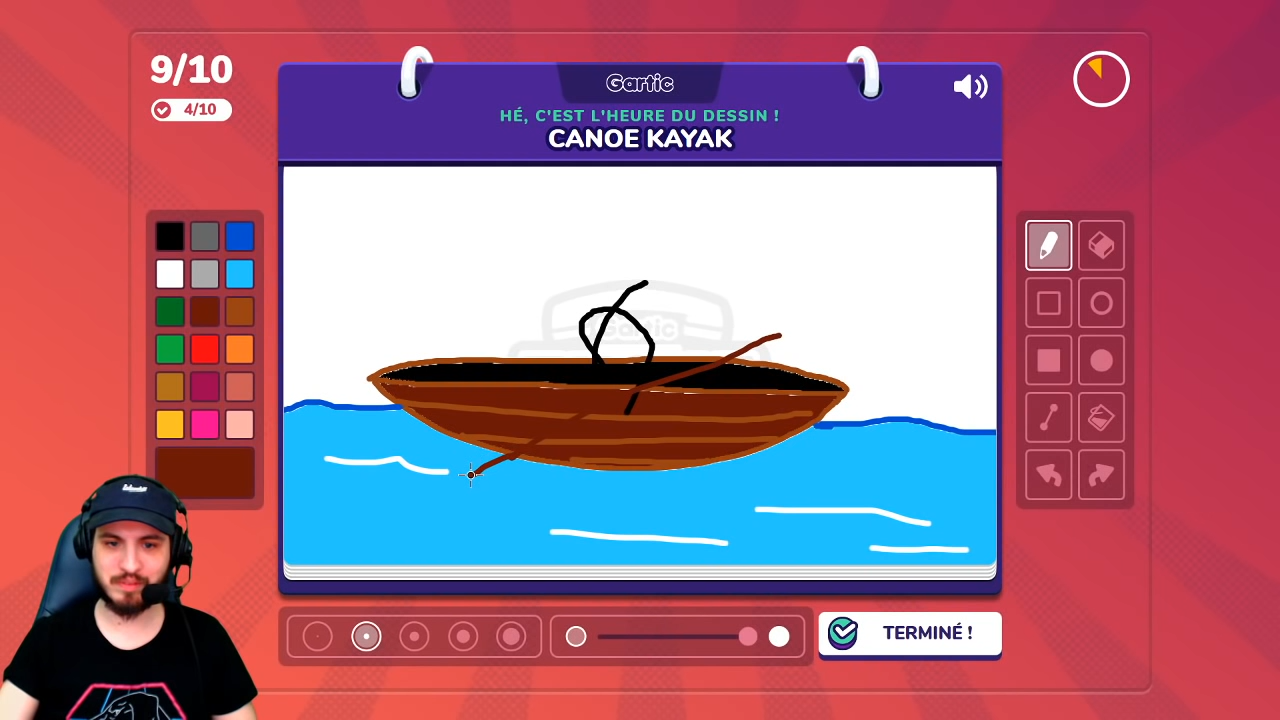 9/10
4/10
Gartic
HÉ, C'EST L'HEURE DU DESSIN !
CANOE KAYAK
TERMINÉ !